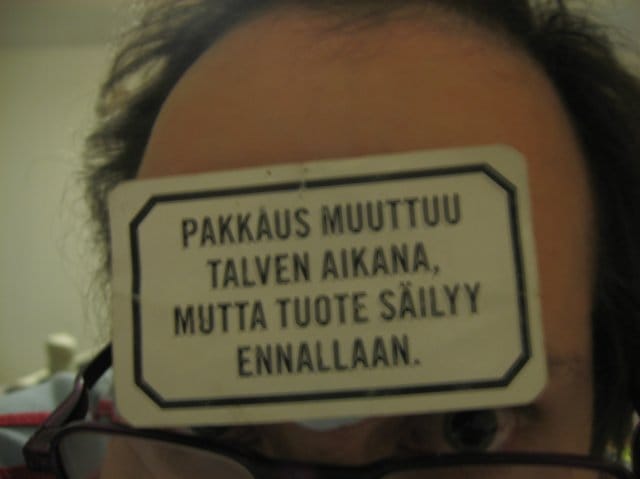 PAKKAUS MUUTTUU
TALVEN AIKANA,
MUTTA TUOTE SÄILYY
ENNALLAAN.